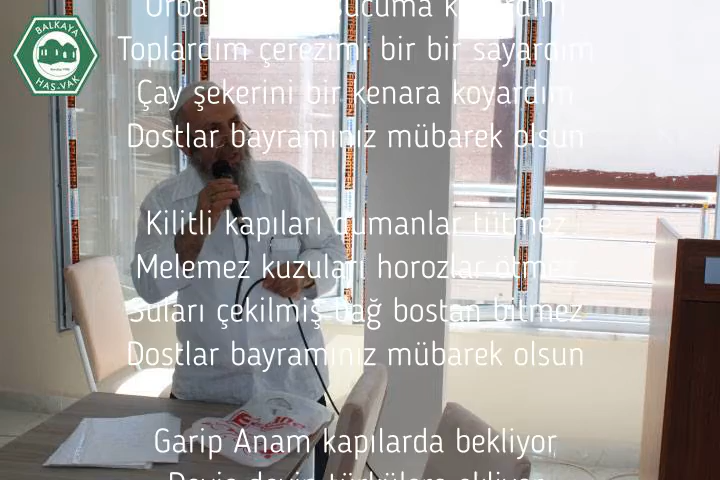 BALKAYA
HAS-VAK
Toplardım çerezimi bir bir sayardım
Çay şekerini bir kenara koyardım
Dostlar bayramınız mübarek olsun
Kilitli kapıları dumanlar tütmez
Melemez kuzuları horozlar ötmez
Suları çekilmiş bağ bostan bitmez
Dostlar bayramınız mübarek olsun
Garip Anam kapılarda bekliyor